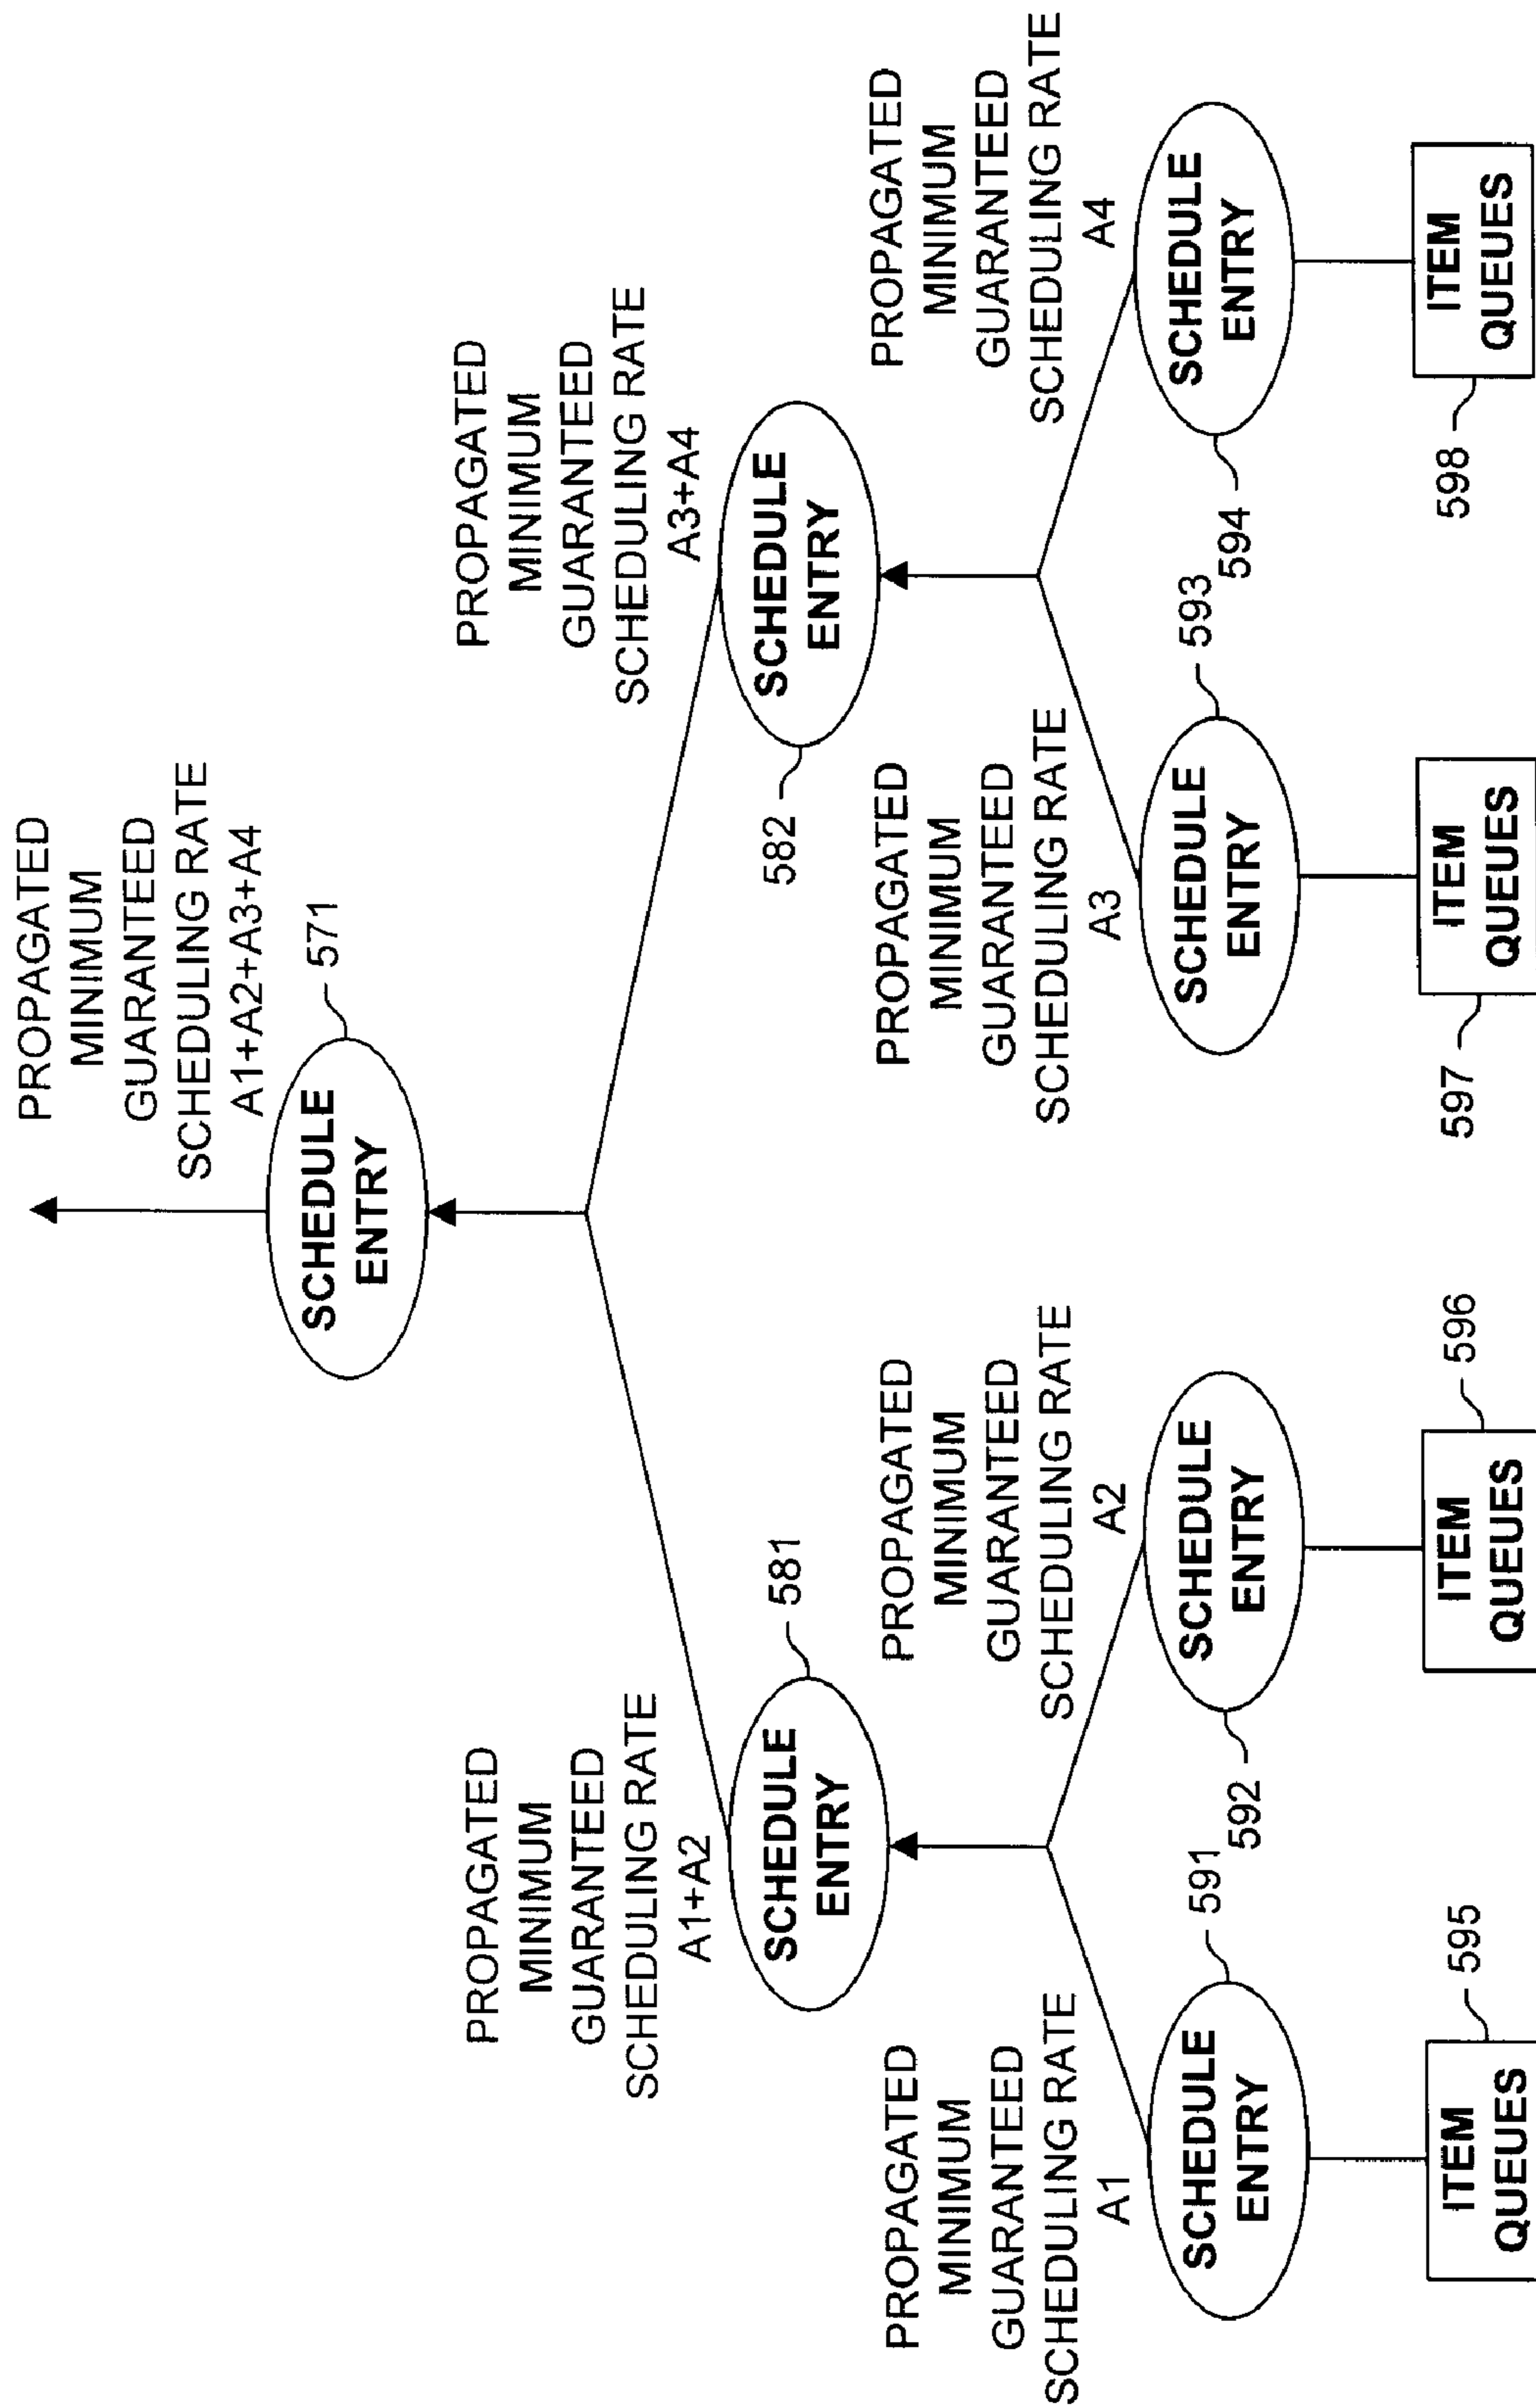 PROPAGATED
MINIMUM
GUARANTEED
SCHEDULING RATE
A1+A2+A3+A4
571
SCHEDULE
ENTRY
PROPAGATED
MINIMUM
GUARANTEED
SCHEDULING RATE
A1+A2
581
SCHEDULE
ENTRY
PROPAGATED
MINIMUM
GUARANTEED
SCHEDULING RATE
A3+A4
582
SCHEDULE
ENTRY
PROPAGATED
MINIMUM
GUARANTEED
SCHEDULING RATE
A1
591
SCHEDULE
ENTRY
PROPAGATED
MINIMUM
GUARANTEED
SCHEDULING RATE
A2
592
SCHEDULE
ENTRY
PROPAGATED
MINIMUM
GUARANTEED
SCHEDULING RATE
A3
593
SCHEDULE
ENTRY
PROPAGATED
MINIMUM
GUARANTEED
SCHEDULING RATE
A4
594
SCHEDULE
ENTRY
595
ITEM
QUEUES
596
ITEM
QUEUES
597
ITEM
QUEUES
598
ITEM
QUEUES